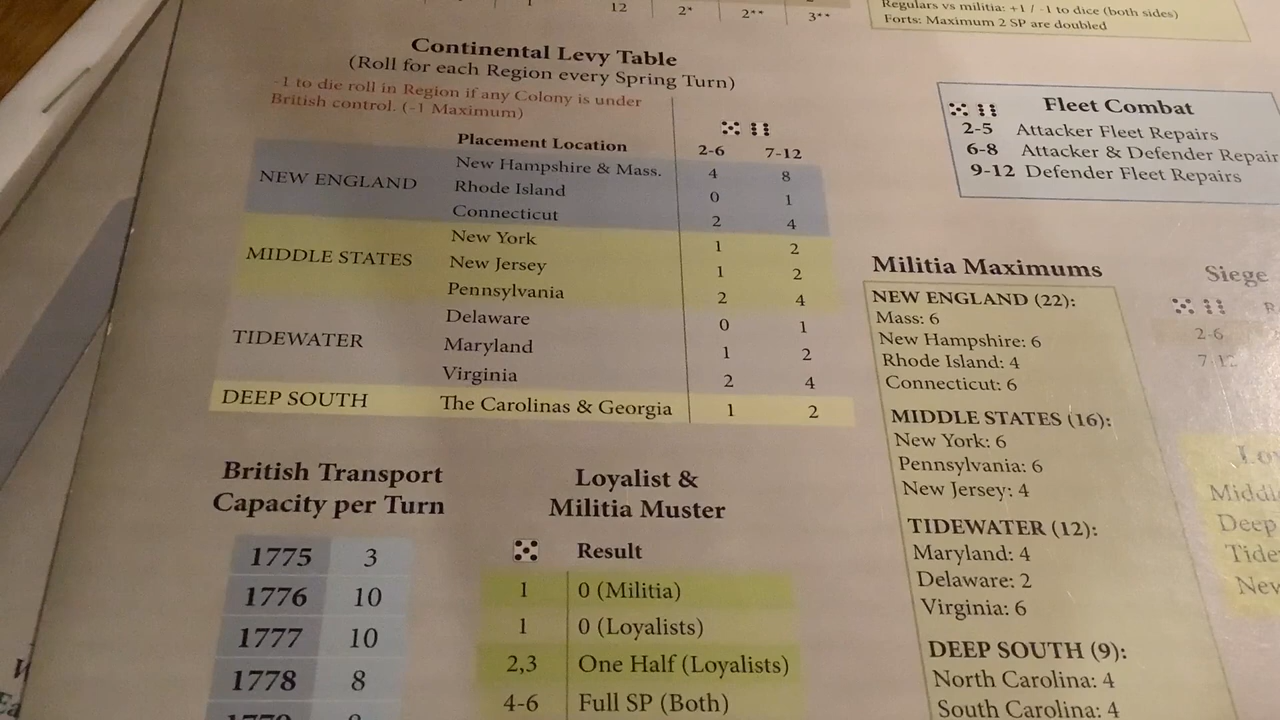 12 2* 2** 3**
Regulars vs militia: +1 / -1 to dice (both sides)
Forts: Maximum 2 SP are doubled
Continental Levy Table
(Roll for each Region every Spring Turn)
-1 to die roll in Region if any Colony is under
British control. (-1 Maximum)
Placement Location 2-6 7-12
NEW ENGLAND
New Hampshire & Mass. 4 8
Rhode Island 0 1
Connecticut 2 4
MIDDLE STATES
New York 1 2
New Jersey 1 2
Pennsylvania 2 4
TIDEWATER
Delaware 0 1
Maryland 1 2
Virginia 2 4
DEEP SOUTH The Carolinas & Georgia 1 2
Fleet Combat
2-5 Attacker Fleet Repairs
6-8 Attacker & Defender Repair
9-12 Defender Fleet Repairs
British Transport
Capacity per Turn
1775 3
1776 10
1777 10
1778 8
Loyalist &
Militia Muster
Result
1 0 (Militia)
1 0 (Loyalists)
2,3 One Half (Loyalists)
4-6 Full SP (Both)
Militia Maximums
NEW ENGLAND (22):
Mass: 6
New Hampshire: 6
Rhode Island: 4
Connecticut: 6
MIDDLE STATES (16):
New York: 6
Pennsylvania: 6
New Jersey: 4
TIDEWATER (12):
Maryland: 4
Delaware: 2
Virginia: 6
DEEP SOUTH (9):
North Carolina: 4
South Carolina: 4
Siege
2-6
7-12
Deep